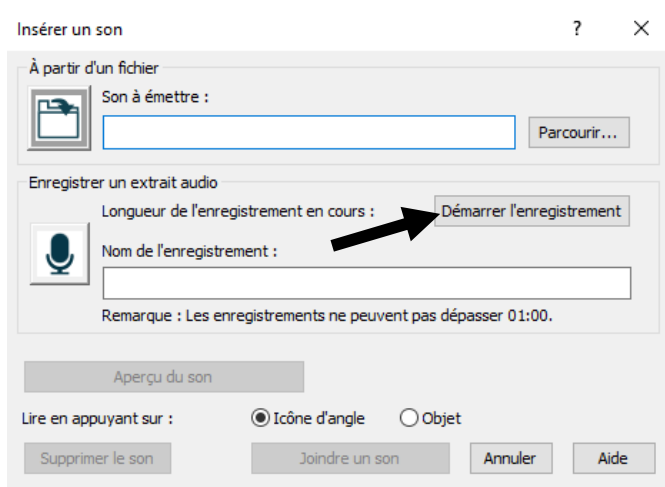 Insérer un son
À partir d'un fichier
Son à émettre :
Parcourir...
Enregistrer un extrait audio
Longueur de l'enregistrement en cours :
Démarrer l'enregistrement
Nom de l'enregistrement :
Remarque : Les enregistrements ne peuvent pas dépasser 01:00.
Aperçu du son
Lire en appuyant sur : Icône d'angle Objet
Supprimer le son Joindre un son Annuler Aide